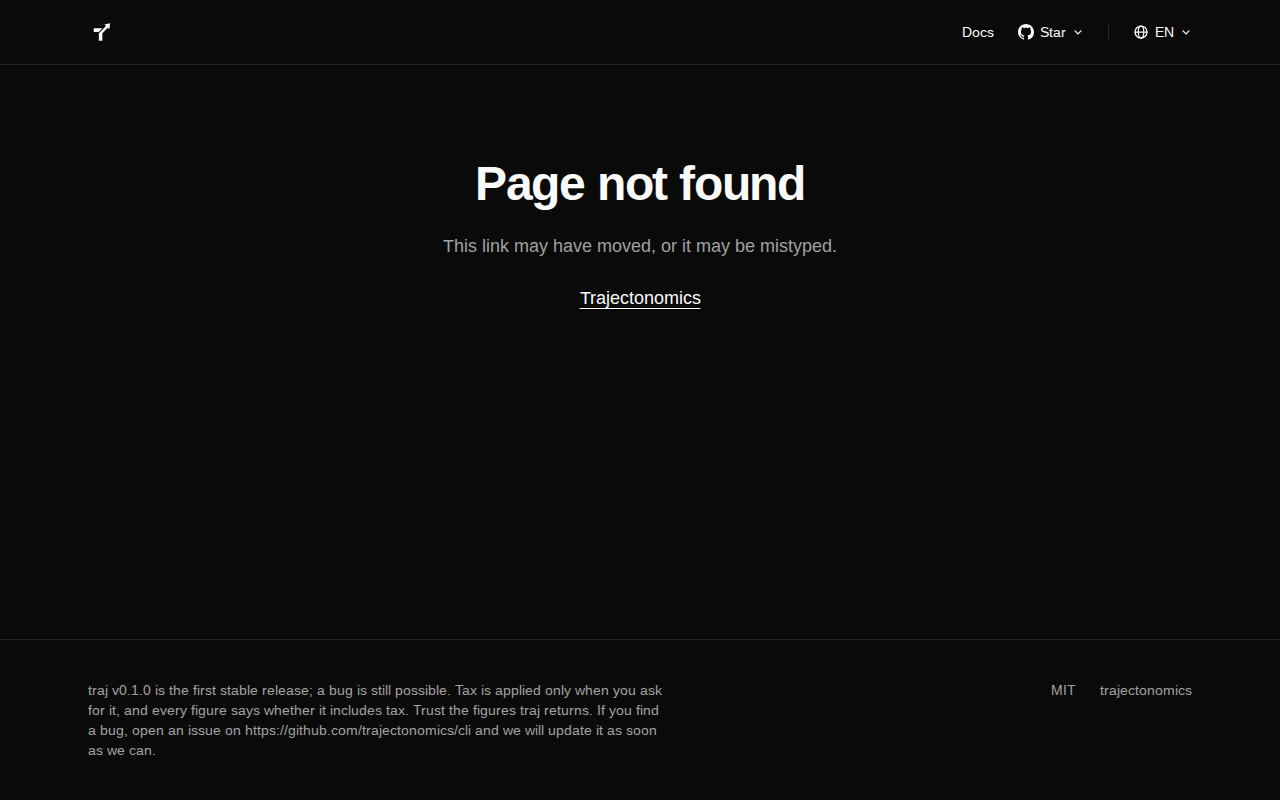 Docs
Star
EN
Page not found
This link may have moved, or it may be mistyped.
Trajectonomics
traj v0.1.0 is the first stable release; a bug is still possible. Tax is applied only when you ask
for it, and every figure says whether it includes tax. Trust the figures traj returns. If you find
a bug, open an issue on https://github.com/trajectonomics/cli and we will update it as soon
as we can.
MIT
trajectonomics